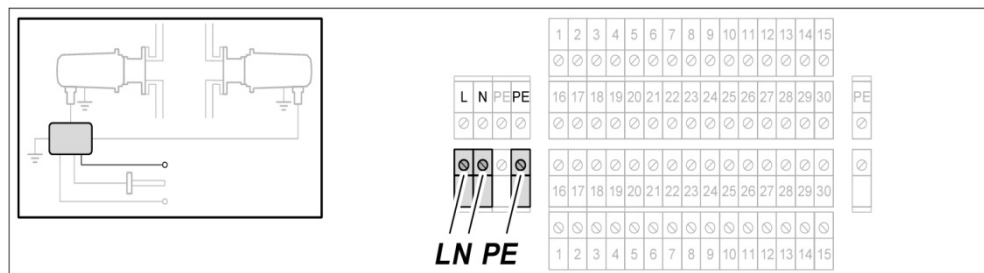 1 2 3 4 5 6 7 8 9 10 11 12 13 14 15
L N PE PE 16 17 18 19 20 21 22 23 24 25 26 27 28 29 30 PE
16 17 18 19 20 21 22 23 24 25 26 27 28 29 30
LN PE 1 2 3 4 5 6 7 8 9 10 11 12 13 14 15